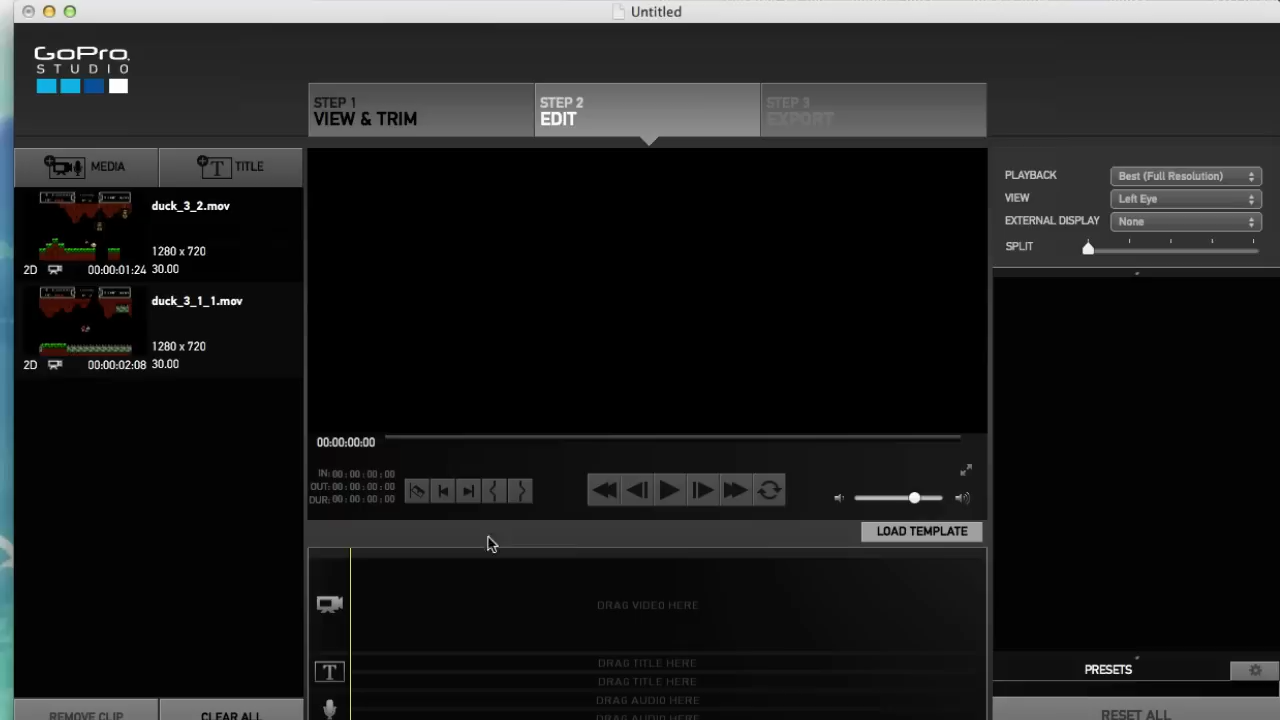 Untitled
GoPro
STUDIO
STEP 1
VIEW & TRIM
STEP 2
EDIT
STEP 3
EXPORT
MEDIA
T TITLE
duck_3_2.mov
1280 x 720
2D 00:00:01:24 30.00
duck_3_1_1.mov
1280 x 720
2D 00:00:02:08 30.00
PLAYBACK Best (Full Resolution)
VIEW Left Eye
EXTERNAL DISPLAY None
SPLIT
00:00:00:00
IN: 00:00:00:00
OUT: 00:00:00:00
DUR: 00:00:00:00
LOAD TEMPLATE
DRAG VIDEO HERE
T
DRAG TITLE HERE
DRAG TITLE HERE
DRAG AUDIO HERE
DRAG AUDIO HERE
PRESETS
REMOVE CLIP CLEAR ALL
RESET ALL